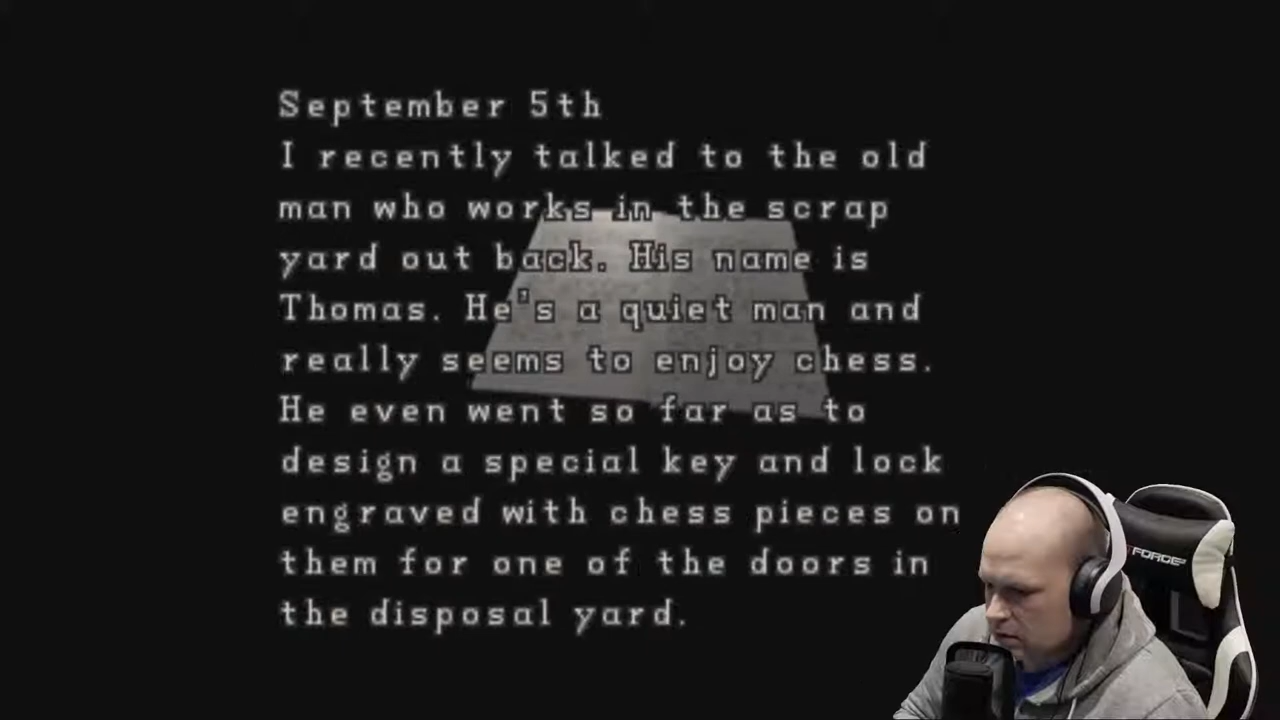 September 5th
I recently talked to the old
man who works in the scrap
yard out back. His name is
Thomas. He's a quiet man and
really seems to enjoy chess.
He even went so far as to
design a special key and lock
engraved with chess pieces on
them for one of the doors in
the disposal yard.
FORCE